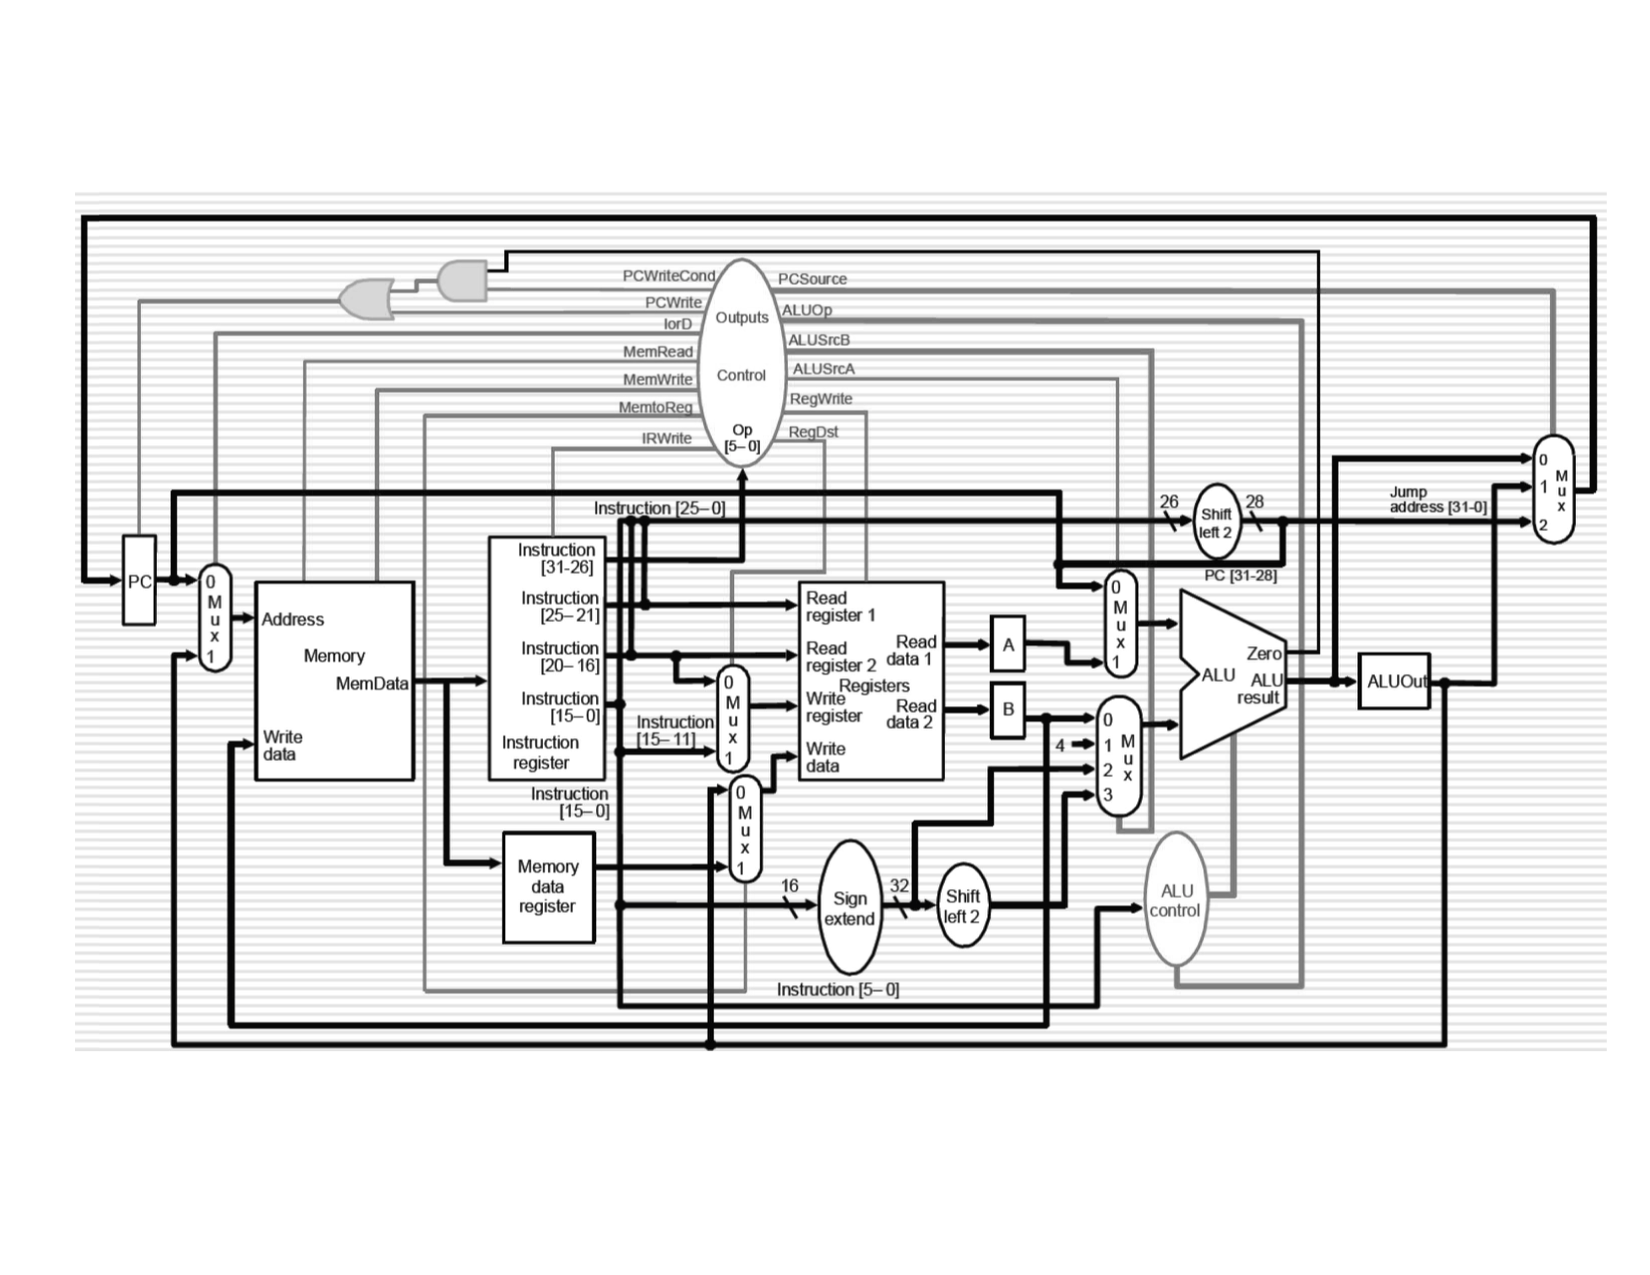 PCWriteCond
PCSource
PCWrite
ALUOp
IorD
Outputs
ALUSrcB
MemRead
ALUSrcA
MemWrite
Control
RegWrite
MemtoReg
RegDst
IRWrite
Op
[5–0]
0
M
u
x
1
2
Jump
address [31-0]
Instruction [25–0]
26
Shift
left 2
28
PC [31-28]
PC
0
M
u
x
1
Address
Memory
MemData
Write
data
Instruction
[31-26]
Instruction
[25–21]
Instruction
[20–16]
Instruction
[15–0]
Instruction
register
Instruction
[15–0]
Instruction
[15–11]
0
M
u
x
1
Read
register 1
Read
register 2
Registers
Write
register
Write
data
Read
data 1
Read
data 2
A
B
0
M
u
x
1
4
0
1
2
3
M
u
x
Zero
ALU
ALU
result
ALUOut
0
M
u
x
1
Memory
data
register
16
Sign
extend
32
Shift
left 2
ALU
control
Instruction [5–0]